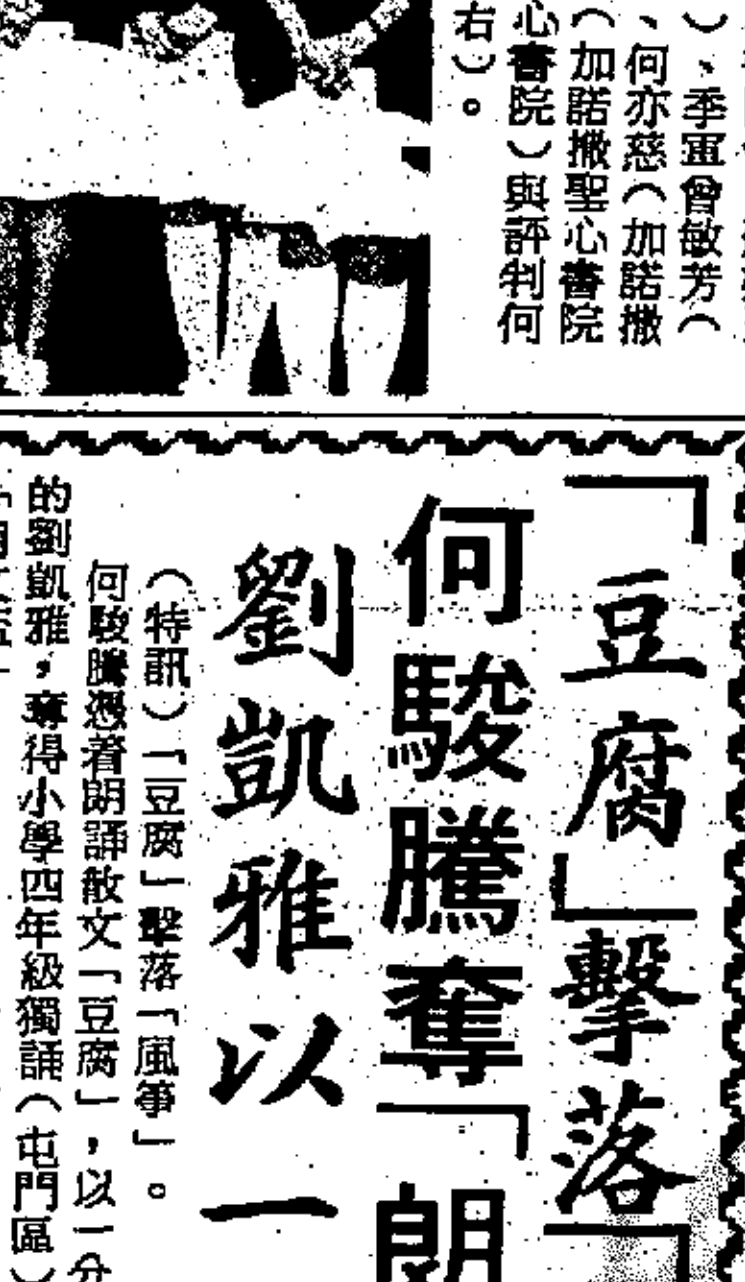 ）、季軍曾敏芳（
、何亦慈（加諾撒
（加諾撒聖心書院
心書院）與評判何
右）。
「豆腐」擊落「
何駿騰奪「朗
劉凱雅以一
（特訊）「豆腐」擊落「風箏」。
何駿騰憑着朗誦散文「豆腐」，以一分
的劉凱雅，奪得小學四年級獨誦（屯門區）